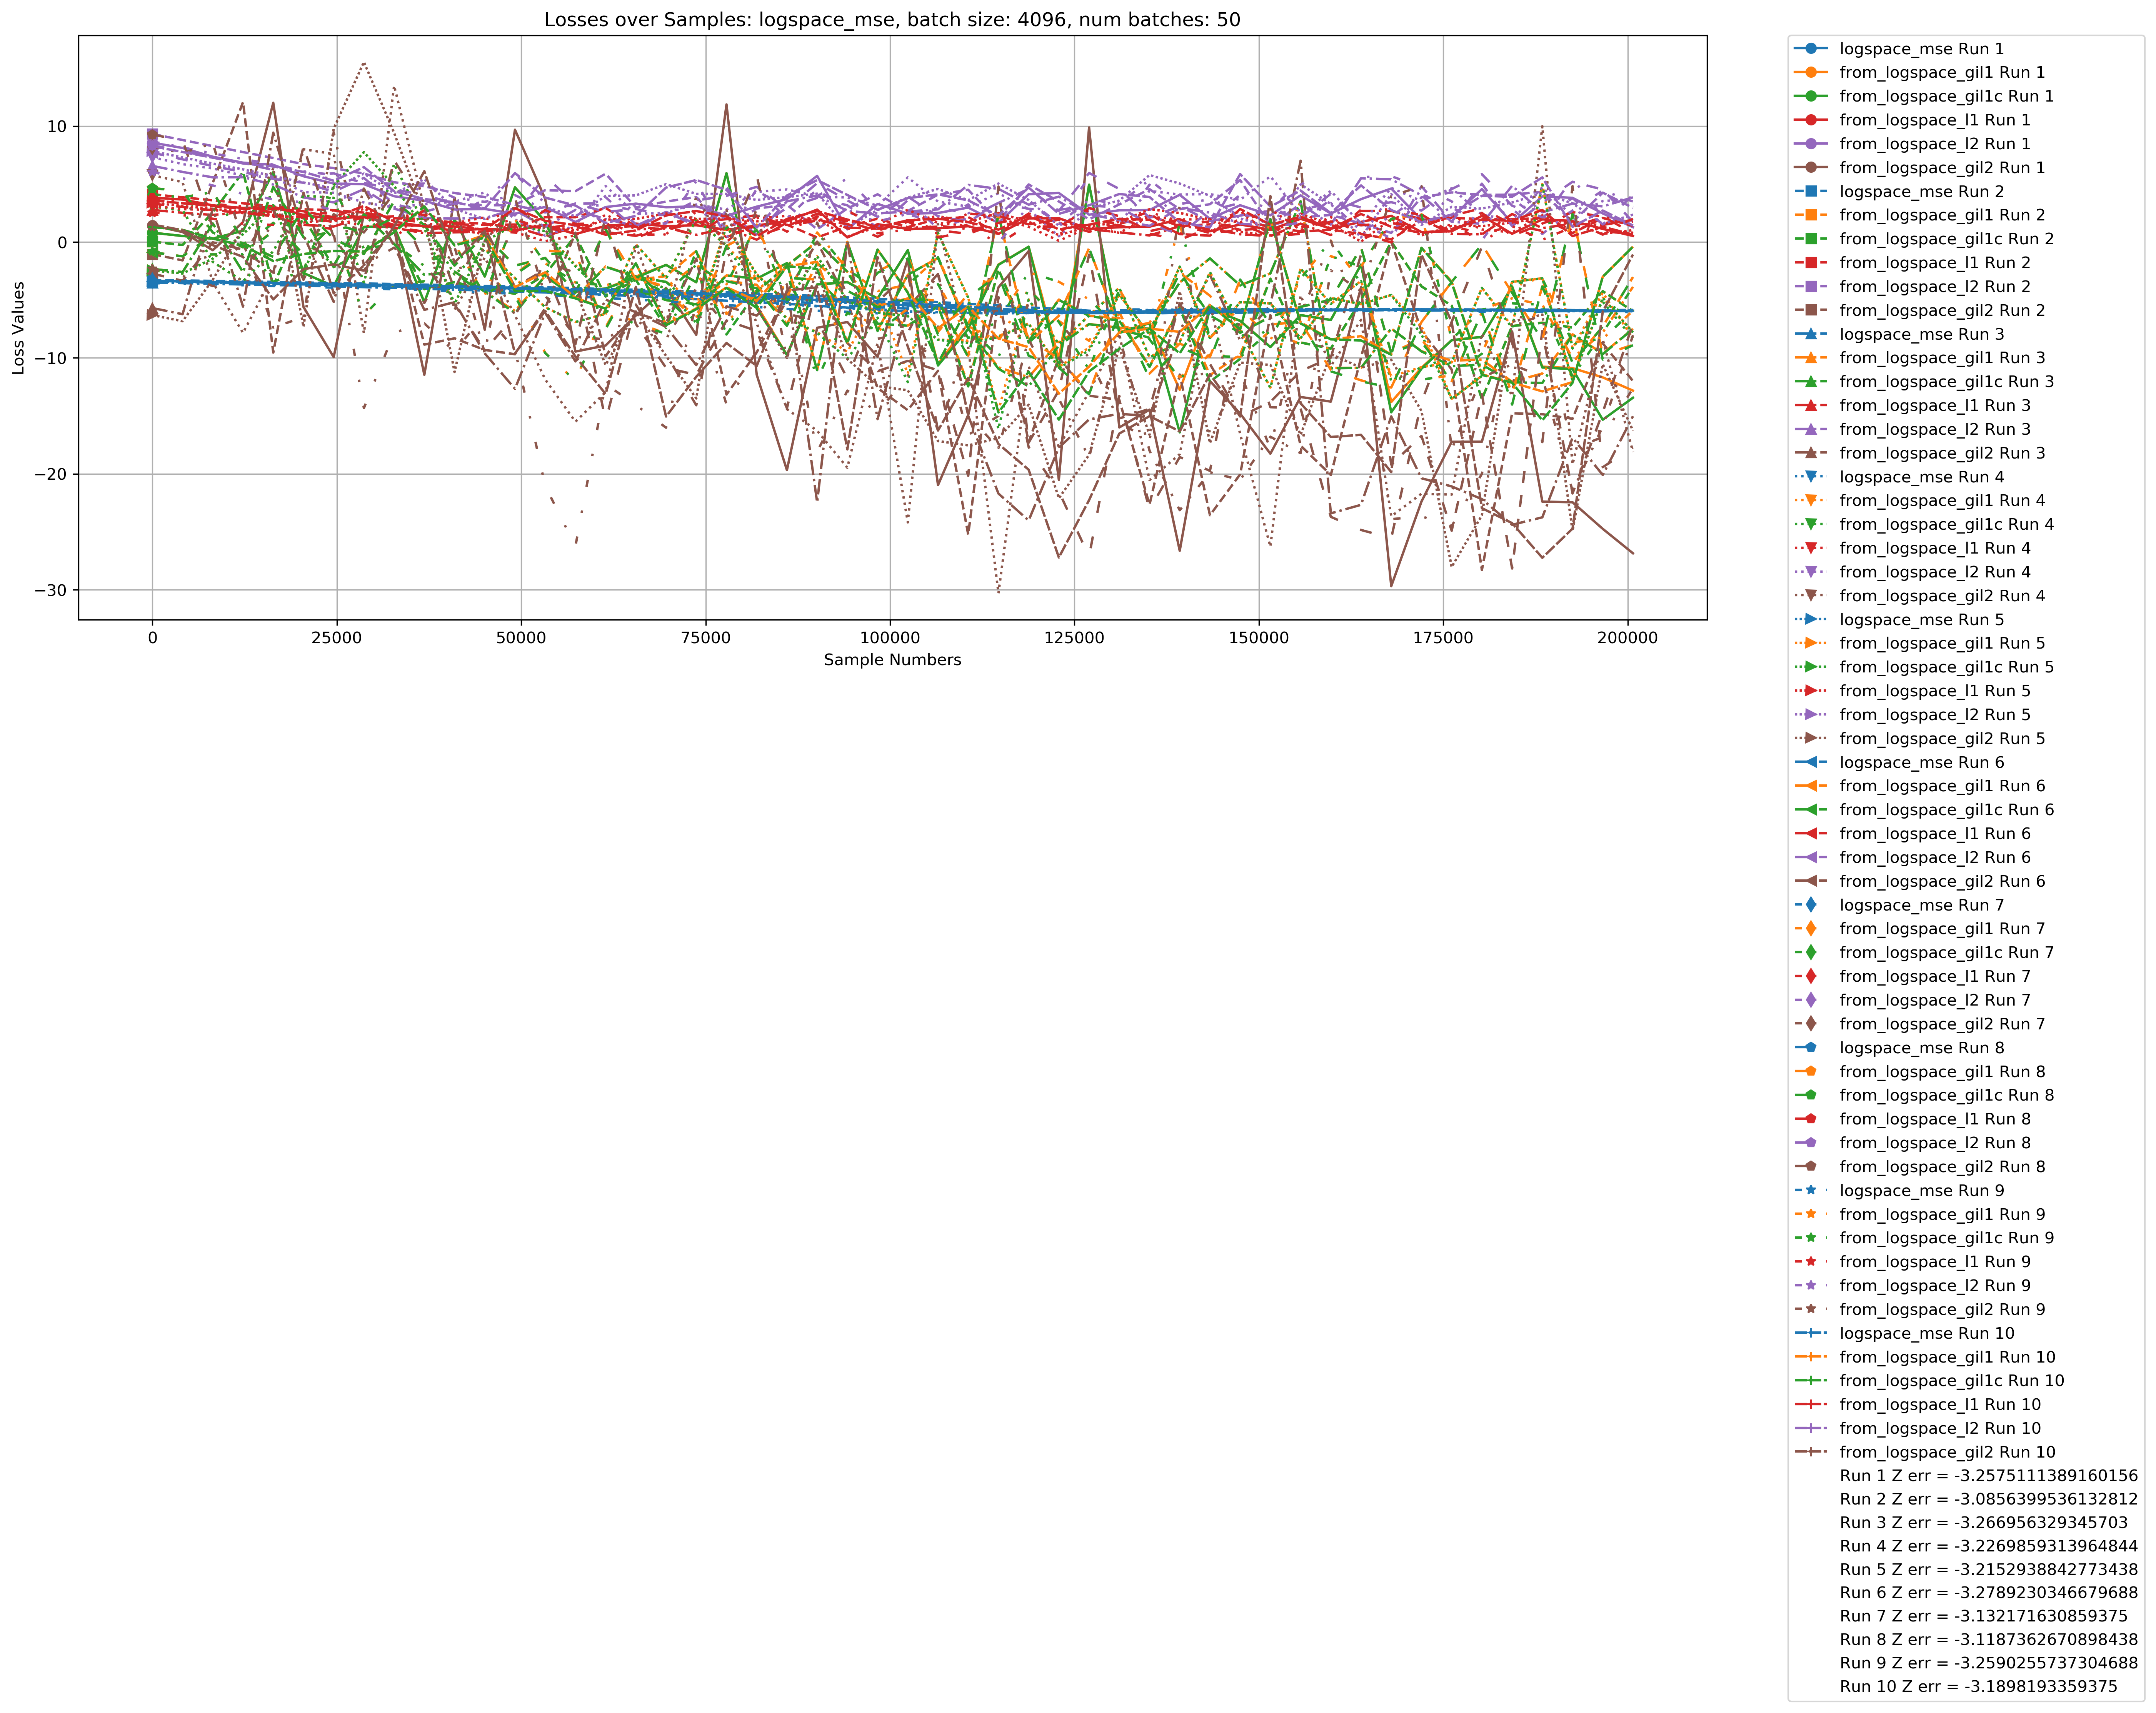 Losses over Samples: logspace_mse, batch size: 4096, num batches: 50
Loss Values
10
0
−10
−20
−30
0 25000 50000 75000 100000 125000 150000 175000 200000
Sample Numbers
logspace_mse Run 1
from_logspace_gil1 Run 1
from_logspace_gil1c Run 1
from_logspace_l1 Run 1
from_logspace_l2 Run 1
from_logspace_gil2 Run 1
logspace_mse Run 2
from_logspace_gil1 Run 2
from_logspace_gil1c Run 2
from_logspace_l1 Run 2
from_logspace_l2 Run 2
from_logspace_gil2 Run 2
logspace_mse Run 3
from_logspace_gil1 Run 3
from_logspace_gil1c Run 3
from_logspace_l1 Run 3
from_logspace_l2 Run 3
from_logspace_gil2 Run 3
logspace_mse Run 4
from_logspace_gil1 Run 4
from_logspace_gil1c Run 4
from_logspace_l1 Run 4
from_logspace_l2 Run 4
from_logspace_gil2 Run 4
logspace_mse Run 5
from_logspace_gil1 Run 5
from_logspace_gil1c Run 5
from_logspace_l1 Run 5
from_logspace_l2 Run 5
from_logspace_gil2 Run 5
logspace_mse Run 6
from_logspace_gil1 Run 6
from_logspace_gil1c Run 6
from_logspace_l1 Run 6
from_logspace_l2 Run 6
from_logspace_gil2 Run 6
logspace_mse Run 7
from_logspace_gil1 Run 7
from_logspace_gil1c Run 7
from_logspace_l1 Run 7
from_logspace_l2 Run 7
from_logspace_gil2 Run 7
logspace_mse Run 8
from_logspace_gil1 Run 8
from_logspace_gil1c Run 8
from_logspace_l1 Run 8
from_logspace_l2 Run 8
from_logspace_gil2 Run 8
logspace_mse Run 9
from_logspace_gil1 Run 9
from_logspace_gil1c Run 9
from_logspace_l1 Run 9
from_logspace_l2 Run 9
from_logspace_gil2 Run 9
logspace_mse Run 10
from_logspace_gil1 Run 10
from_logspace_gil1c Run 10
from_logspace_l1 Run 10
from_logspace_l2 Run 10
from_logspace_gil2 Run 10
Run 1 Z err = -3.2575111389160156
Run 2 Z err = -3.0856399536132812
Run 3 Z err = -3.266956329345703
Run 4 Z err = -3.2269859313964844
Run 5 Z err = -3.2152938842773438
Run 6 Z err = -3.2789230346679688
Run 7 Z err = -3.132171630859375
Run 8 Z err = -3.1187362670898438
Run 9 Z err = -3.2590255737304688
Run 10 Z err = -3.1898193359375